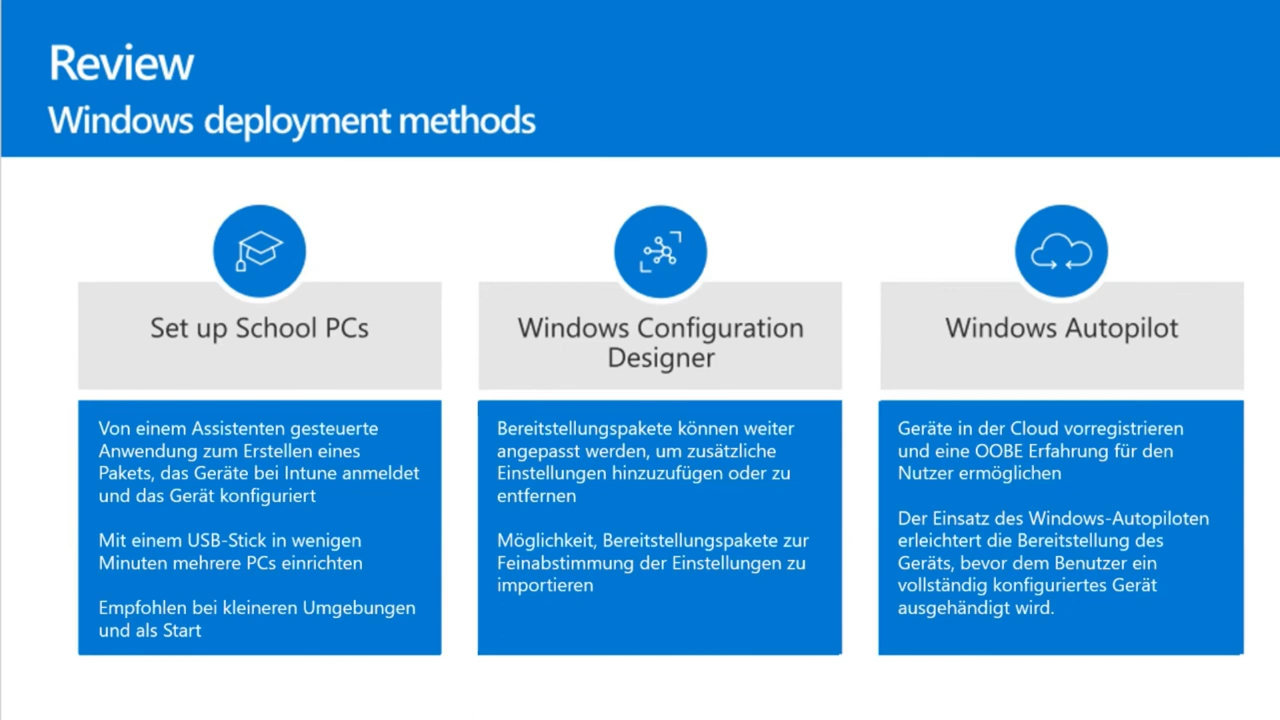 Review
Windows deployment methods
Set up School PCs
Von einem Assistenten gesteuerte
Anwendung zum Erstellen eines
Pakets, das Geräte bei Intune anmeldet
und das Gerät konfiguriert
Mit einem USB-Stick in wenigen
Minuten mehrere PCs einrichten
Empfohlen bei kleineren Umgebungen
und als Start
Windows Configuration
Designer
Bereitstellungspakete können weiter
angepasst werden, um zusätzliche
Einstellungen hinzuzufügen oder zu
entfernen
Möglichkeit, Bereitstellungspakete zur
Feinabstimmung der Einstellungen zu
importieren
Windows Autopilot
Geräte in der Cloud vorregistrieren
und eine OOBE Erfahrung für den
Nutzer ermöglichen
Der Einsatz des Windows-Autopiloten
erleichtert die Bereitstellung des
Geräts, bevor dem Benutzer ein
vollständig konfiguriertes Gerät
ausgehändigt wird.